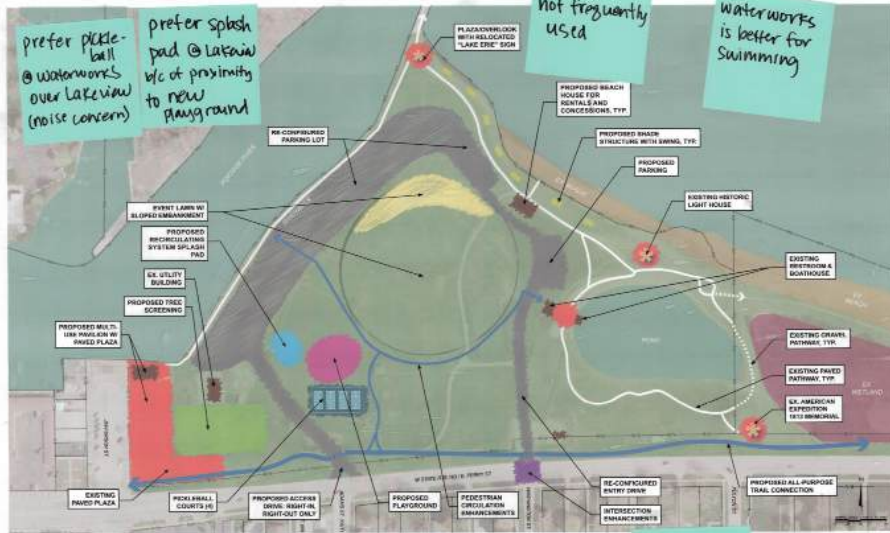 prefer pickle-
ball
@ waterworks
over Lakeview
(noise concern)
prefer splash
pad @ Lakeview
b/c of proximity
to new
playground
not frequently
used
waterworks
is better for
swimming
PLAZA/OVERLOOK
WITH RELOCATED
"LAKE ERIE" SIGN
PROPOSED BEACH
HOUSE FOR
RENTALS AND
CONCESSIONS, TYP.
RE-CONFIGURED
PARKING LOT
PROPOSED SHADE
STRUCTURE WITH SWING, TYP.
PROPOSED
PARKING
EVENT LAWN W/
SLOPED EMBANKMENT
EXISTING HISTORIC
LIGHT HOUSE
PROPOSED
RECIRCULATING
SYSTEM SPLASH
PAD
EXISTING
RESTROOM &
BOATHOUSE
EX. UTLITY
BUILDING
PROPOSED TREE
SCREENING
PROPOSED MULTI-
USE PAVILION W/
PAVED PLAZA
POND
EX.
BEACH
EXISTING GRAVEL
PATHWAY, TYP.
EXISTING PAVED
PATHWAY, TYP.
EX
WETLAND
EX. AMERICAN
EXPEDITION
1813 MEMORIAL
JEFFERSON ST
EXISTING
PAVED PLAZA
PICKLEBALL
COURTS (4)
PROPOSED ACCESS
DRIVE: RIGHT-IN,
RIGHT-OUT ONLY
PROPOSED
PLAYGROUND
PEDESTRIAN
CIRCULATION
ENHANCEMENTS
RE-CONFIGURED
ENTRY DRIVE
INTERSECTION
ENHANCEMENTS
PROPOSED ALL-PURPOSE
TRAIL CONNECTION